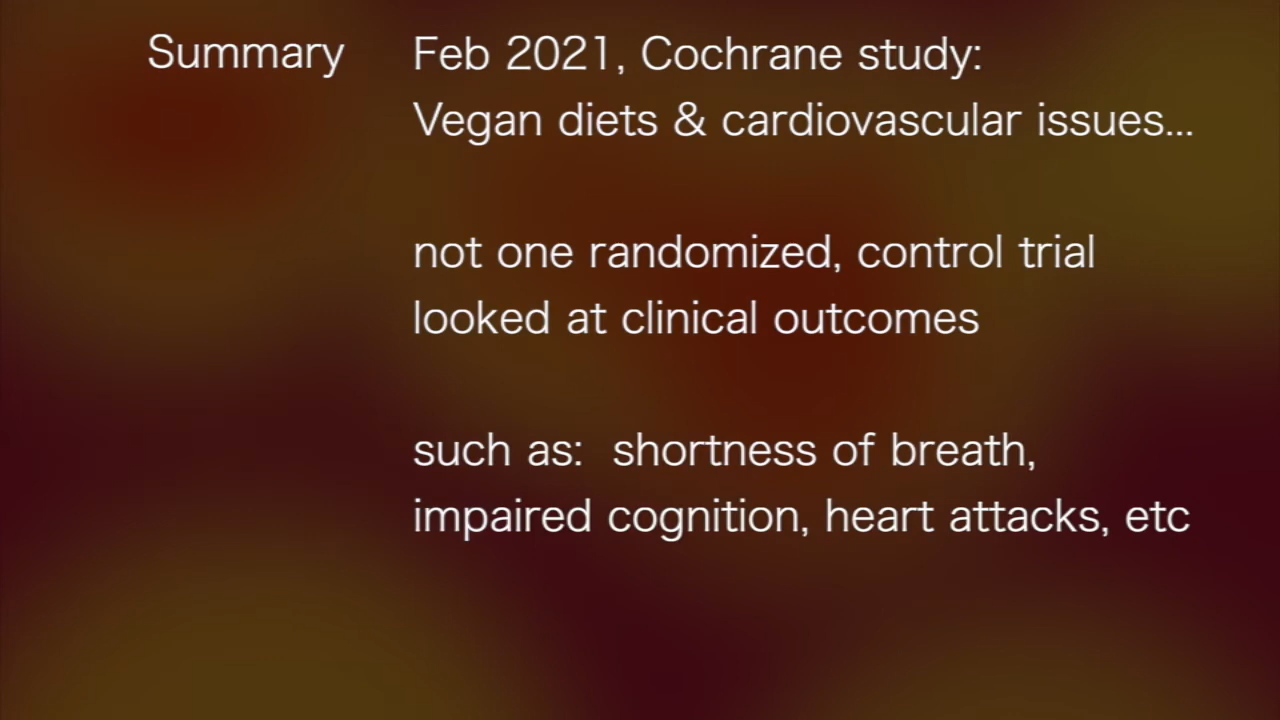 Summary
Feb 2021, Cochrane study:
Vegan diets & cardiovascular issues...
not one randomized, control trial
looked at clinical outcomes
such as:  shortness of breath,
impaired cognition, heart attacks, etc